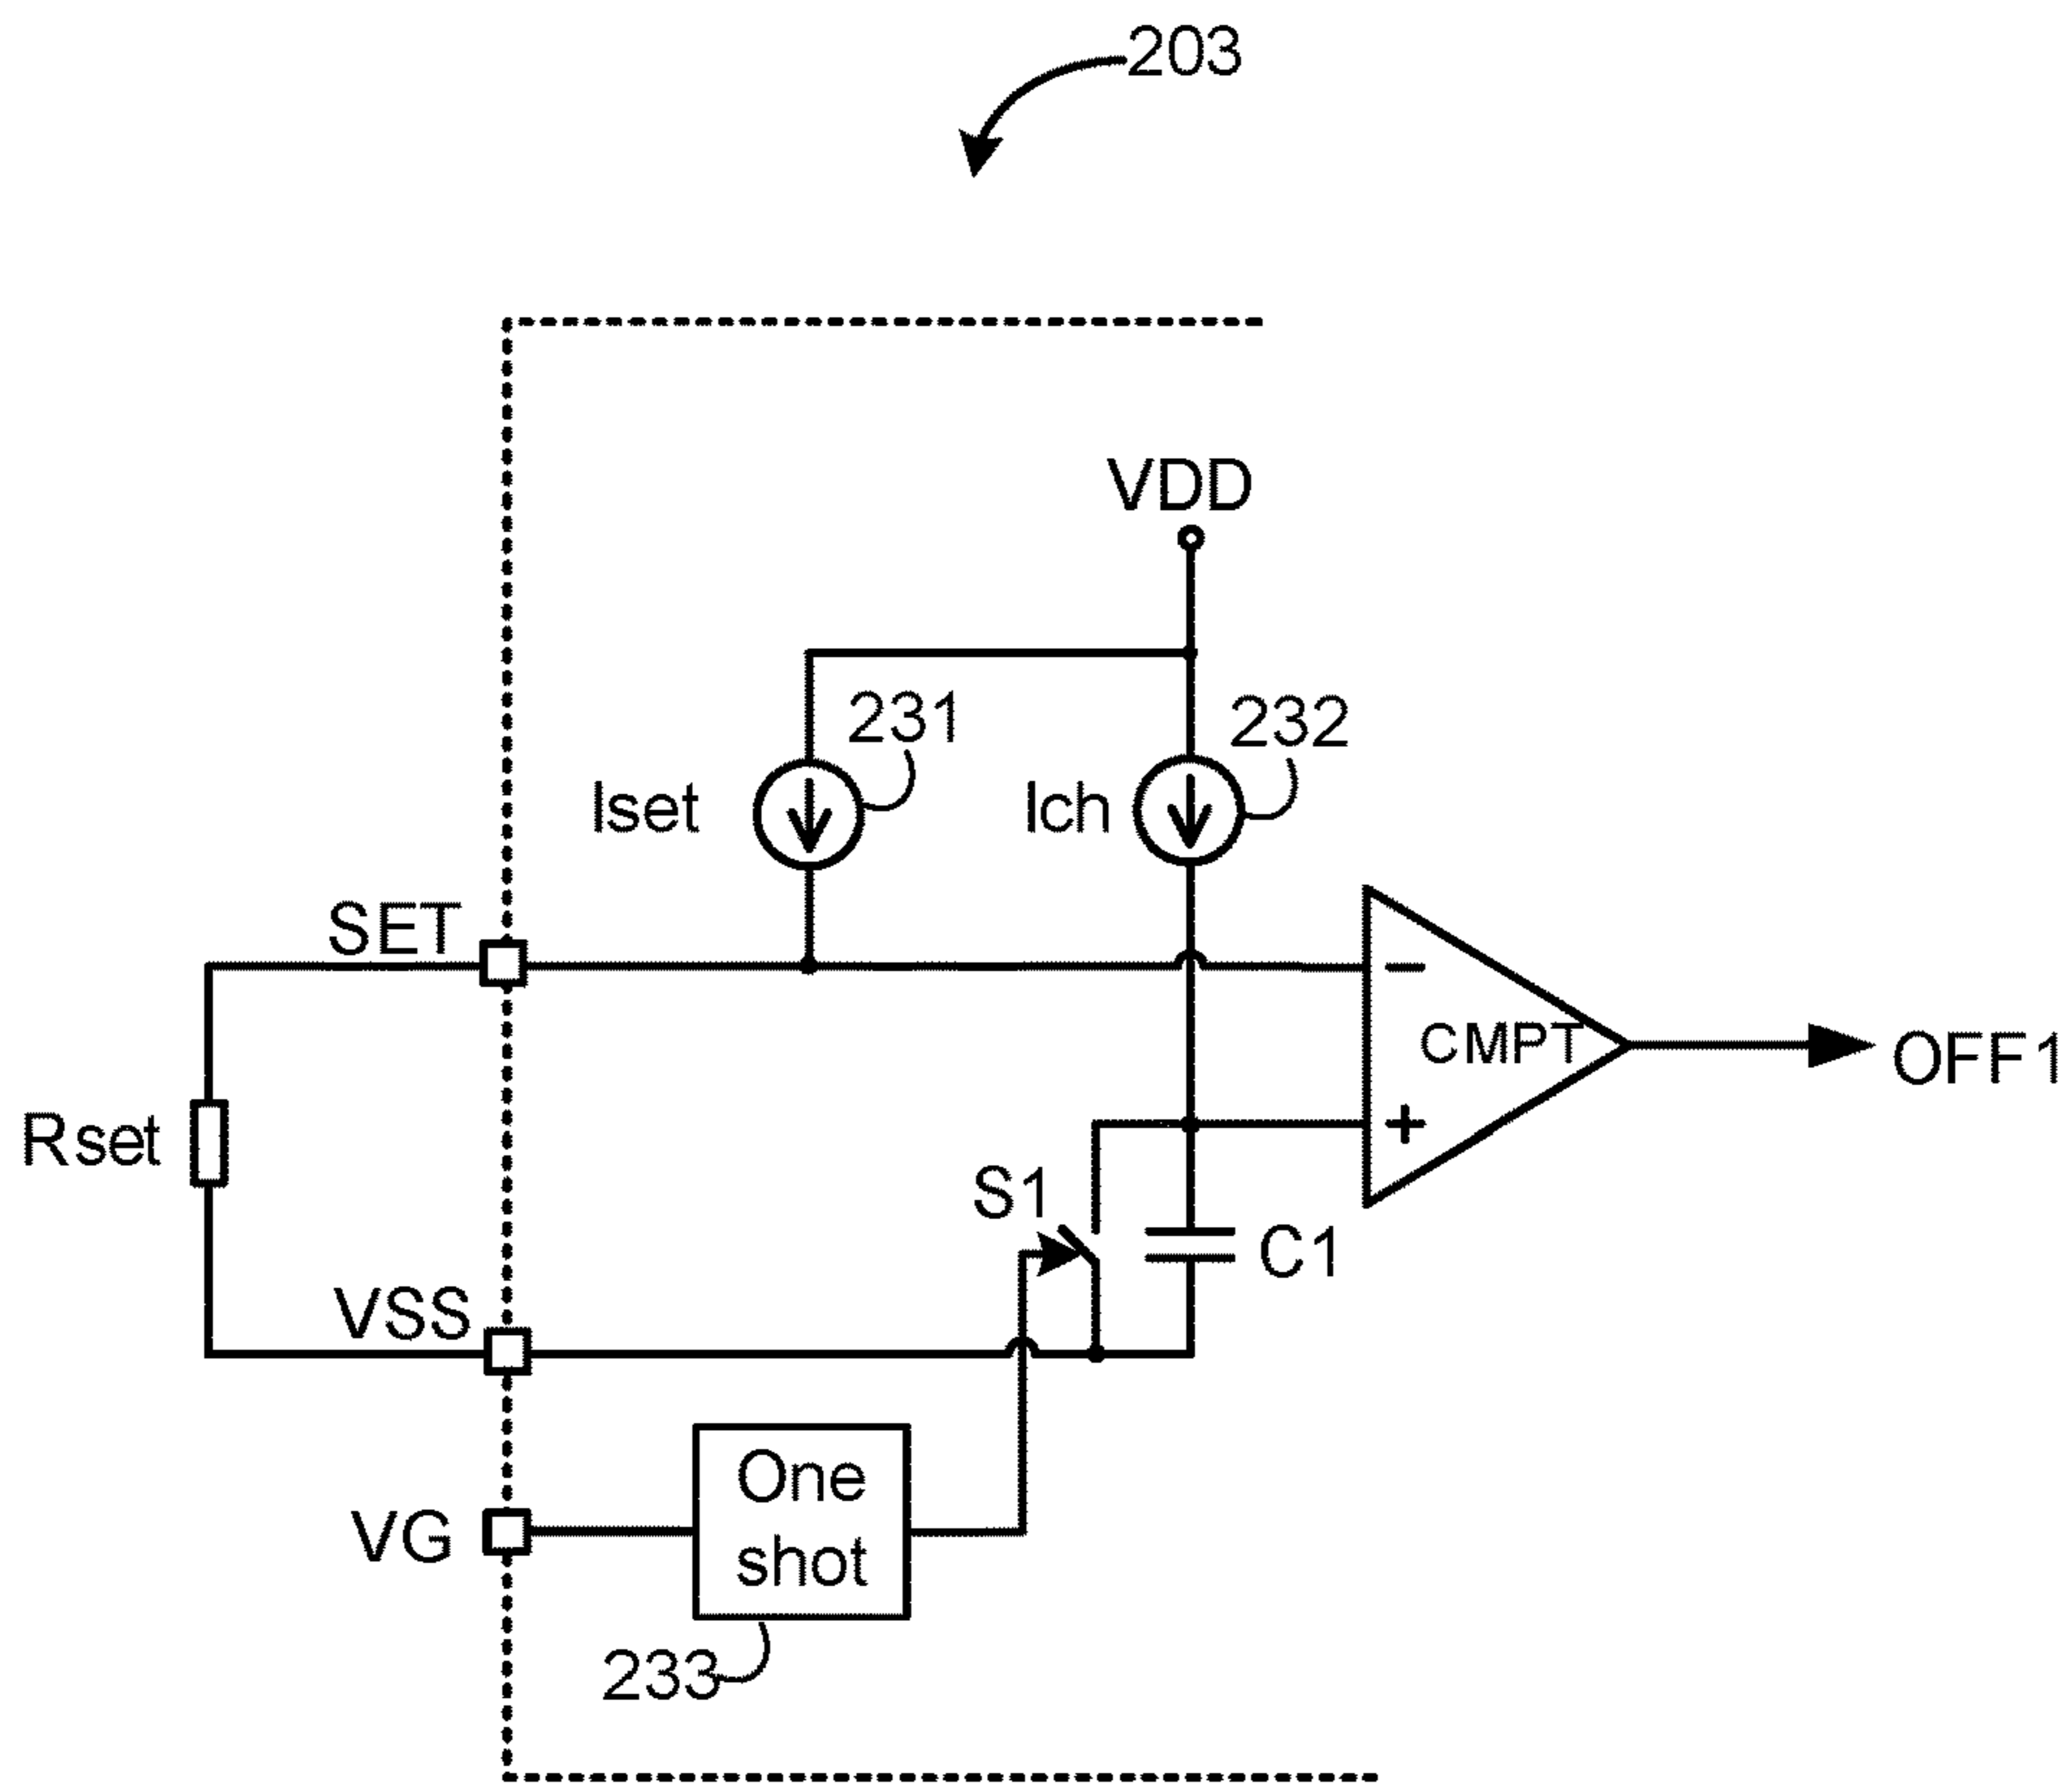 203
VDD
231
232
Iset
Ich
SET
−
CMPT
OFF1
+
Rset
S1
C1
VSS
One
shot
VG
233